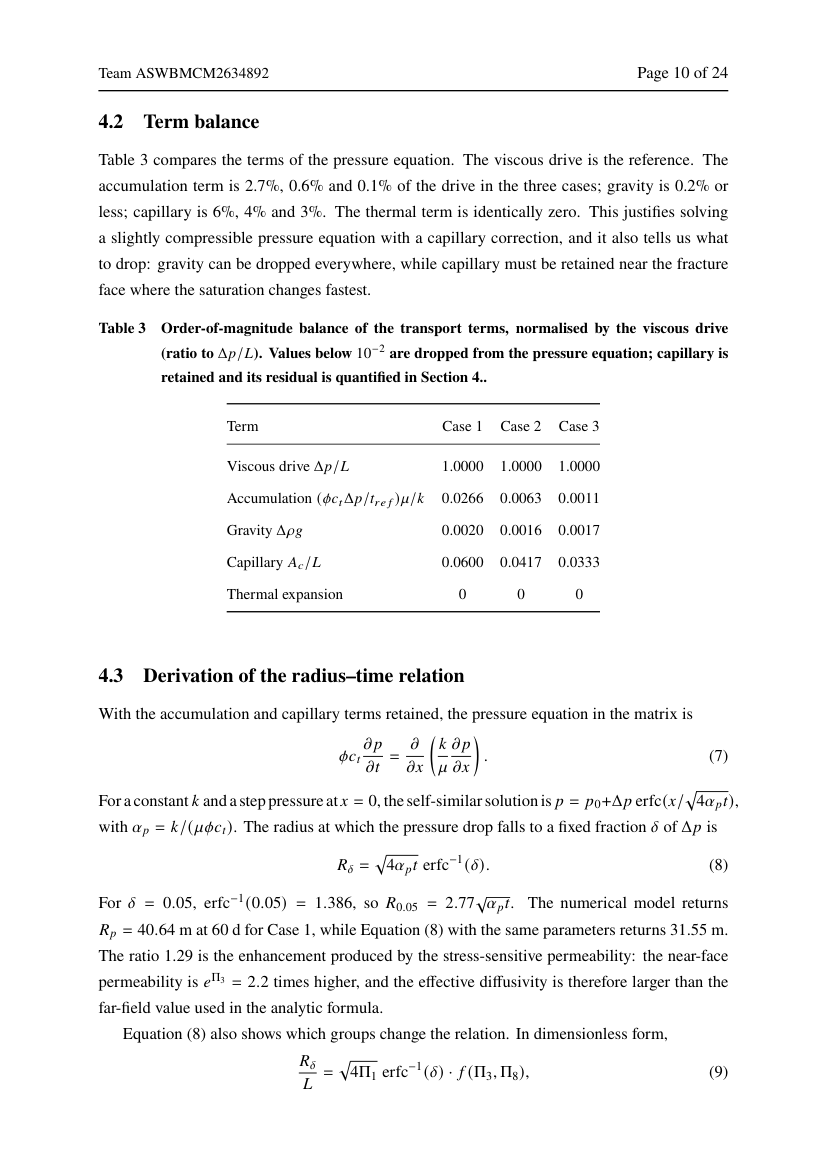 Team ASWBMCM2634892 Page 10 of 24
4.2 Term balance
Table 3 compares the terms of the pressure equation. The viscous drive is the reference. The
accumulation term is 2.7%, 0.6% and 0.1% of the drive in the three cases; gravity is 0.2% or
less; capillary is 6%, 4% and 3%. The thermal term is identically zero. This justifies solving
a slightly compressible pressure equation with a capillary correction, and it also tells us what
to drop: gravity can be dropped everywhere, while capillary must be retained near the fracture
face where the saturation changes fastest.
Table 3 Order-of-magnitude balance of the transport terms, normalised by the viscous drive
(ratio to Δp/L). Values below 10⁻² are dropped from the pressure equation; capillary is
retained and its residual is quantified in Section 4..
Term Case 1 Case 2 Case 3
Viscous drive Δp/L 1.0000 1.0000 1.0000
Accumulation (ϕc_tΔp/t_ref)μ/k 0.0266 0.0063 0.0011
Gravity Δρg 0.0020 0.0016 0.0017
Capillary A_c/L 0.0600 0.0417 0.0333
Thermal expansion 0 0 0
4.3 Derivation of the radius–time relation
With the accumulation and capillary terms retained, the pressure equation in the matrix is
ϕc_t ∂p/∂t = ∂/∂x (k/μ ∂p/∂x). (7)
For a constant k and a step pressure at x = 0, the self-similar solution is p = p₀+Δp erfc(x/√(4α_pt)),
with α_p = k/(μϕc_t). The radius at which the pressure drop falls to a fixed fraction δ of Δp is
R_δ = √(4α_pt) erfc⁻¹(δ). (8)
For δ = 0.05, erfc⁻¹(0.05) = 1.386, so R₀.₀₅ = 2.77√(α_pt). The numerical model returns
R_p = 40.64 m at 60 d for Case 1, while Equation (8) with the same parameters returns 31.55 m.
The ratio 1.29 is the enhancement produced by the stress-sensitive permeability: the near-face
permeability is e^Π₃ = 2.2 times higher, and the effective diffusivity is therefore larger than the
far-field value used in the analytic formula.
Equation (8) also shows which groups change the relation. In dimensionless form,
R_δ/L = √(4Π₁) erfc⁻¹(δ) · f(Π₃, Π₈), (9)